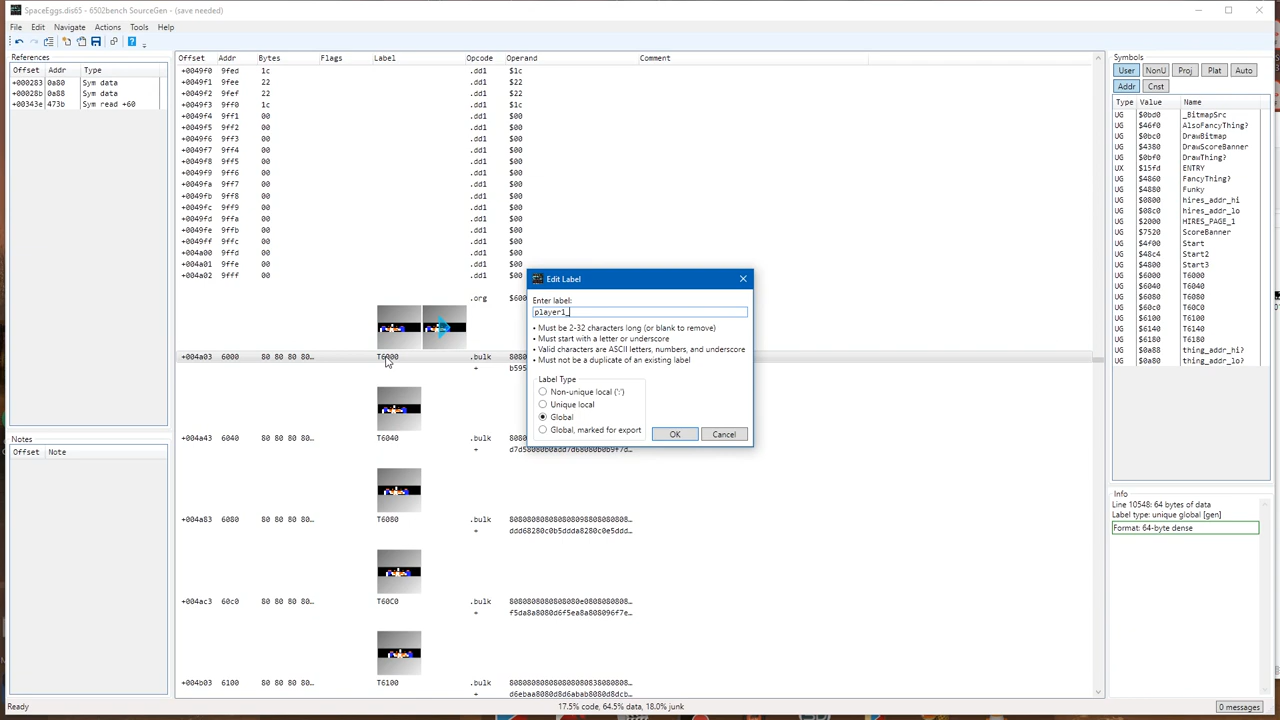 SpaceEggs.dis65 - 6502bench SourceGen - (save needed)
File Edit Navigate Actions Tools Help
References
Offset Addr Type
+000283 0a80 Sym data
+00028b 0a88 Sym data
+00343e 473b Sym read +60
Notes
Offset Note
Offset Addr Bytes Flags Label Opcode Operand Comment
+0049f0 9fed 1c .dd1 $1c
+0049f1 9fee 22 .dd1 $22
+0049f2 9fef 22 .dd1 $22
+0049f3 9ff0 1c .dd1 $1c
+0049f4 9ff1 00 .dd1 $00
+0049f5 9ff2 00 .dd1 $00
+0049f6 9ff3 00 .dd1 $00
+0049f7 9ff4 00 .dd1 $00
+0049f8 9ff5 00 .dd1 $00
+0049f9 9ff6 00 .dd1 $00
+0049fa 9ff7 00 .dd1 $00
+0049fb 9ff8 00 .dd1 $00
+0049fc 9ff9 00 .dd1 $00
+0049fd 9ffa 00 .dd1 $00
+0049fe 9ffb 00 .dd1 $00
+0049ff 9ffc 00 .dd1 $00
+004a00 9ffd 00 .dd1 $00
+004a01 9ffe 00 .dd1 $00
+004a02 9fff 00 .dd1 $00
.org $600
+004a03 6000 80 80 80 80… T6000 .bulk 8080
+ b595
+004a43 6040 80 80 80 80… T6040 .bulk 8080
+ d7d58080b0add7d68080b0b9f7d…
+004a83 6080 80 80 80 80… T6080 .bulk 808080808080808098808080808…
+ ddd68280c0b5ddda8280c0e5ddd…
+004ac3 60c0 80 80 80 80… T60C0 .bulk 8080808080808080e0808080808…
+ f5da8a8080d6f5ea8a808096f7e…
+004b03 6100 80 80 80 80… T6100 .bulk 808080808080808080838080808…
+ d6ebaa8080d8d6abab8080d8dcb…
Edit Label
Enter label:
player1_
• Must be 2-32 characters long (or blank to remove)
• Must start with a letter or underscore
• Valid characters are ASCII letters, numbers, and underscore
• Must not be a duplicate of an existing label
Label Type
Non-unique local (':')
Unique local
Global
Global, marked for export
OK Cancel
Symbols
User NonU Proj Plat Auto
Addr Cnst
Type Value Name
UG $0bd0 _BitmapSrc
UG $46f0 AlsoFancyThing?
UG $0bc0 DrawBitmap
UG $4380 DrawScoreBanner
UG $0bf0 DrawThing?
UX $15fd ENTRY
UG $4860 FancyThing?
UG $4880 Funky
UG $0800 hires_addr_hi
UG $08c0 hires_addr_lo
UG $2000 HIRES_PAGE_1
UG $7520 ScoreBanner
UG $4f00 Start
UG $48c4 Start2
UG $4800 Start3
UG $6000 T6000
UG $6040 T6040
UG $6080 T6080
UG $60C0 T60C0
UG $6100 T6100
UG $6140 T6140
UG $6180 T6180
UG $0a88 thing_addr_hi?
UG $0a80 thing_addr_lo?
Info
Line 10548: 64 bytes of data
Label type: unique global [gen]
Format: 64-byte dense
Ready
17.5% code, 64.5% data, 18.0% junk
0 messages